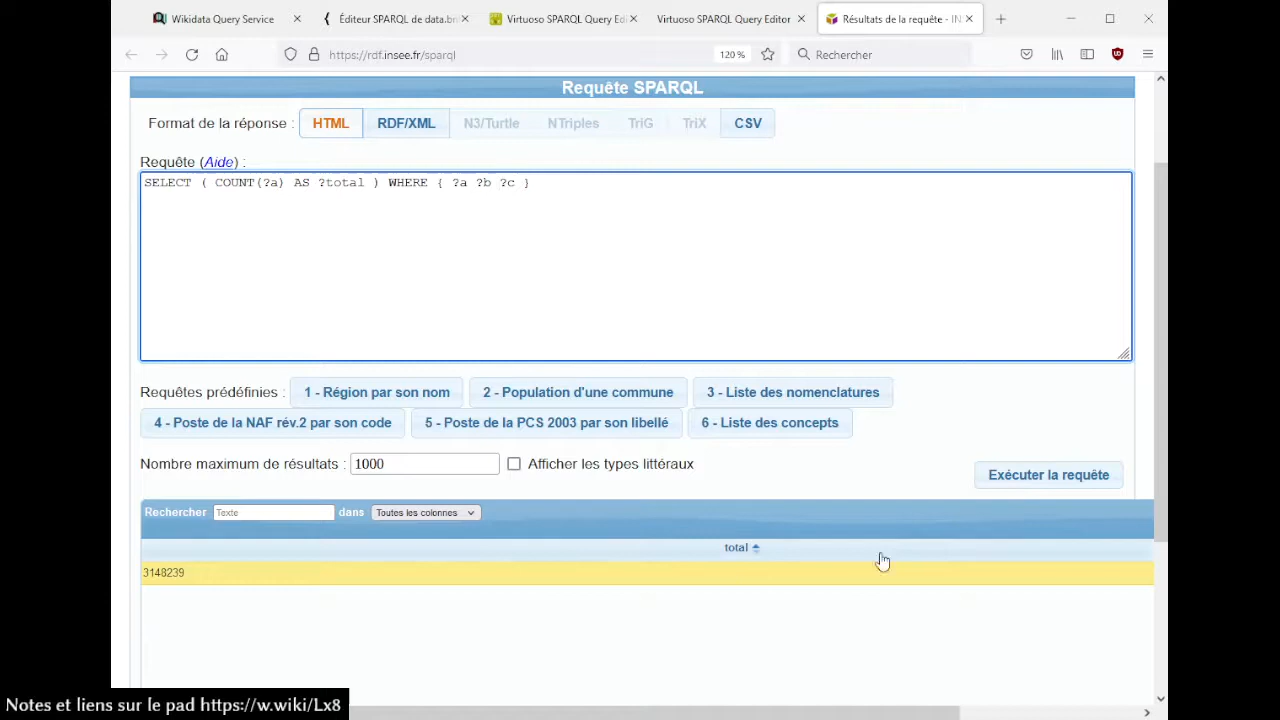 Wikidata Query Service
Éditeur SPARQL de data.bn
Virtuoso SPARQL Query Edi
Virtuoso SPARQL Query Editor
Résultats de la requête - IN
https://rdf.insee.fr/sparql
120 %
Rechercher
Requête SPARQL
Format de la réponse : HTML RDF/XML N3/Turtle NTriples TriG TriX CSV
Requête (Aide) :
SELECT ( COUNT(?a) AS ?total ) WHERE { ?a ?b ?c }
Requêtes prédéfinies : 1 - Région par son nom 2 - Population d'une commune 3 - Liste des nomenclatures
4 - Poste de la NAF rév.2 par son code 5 - Poste de la PCS 2003 par son libellé 6 - Liste des concepts
Nombre maximum de résultats : 1000 Afficher les types littéraux
Exécuter la requête
Rechercher Texte dans Toutes les colonnes
total
3148239
Notes et liens sur le pad https://w.wiki/Lx8